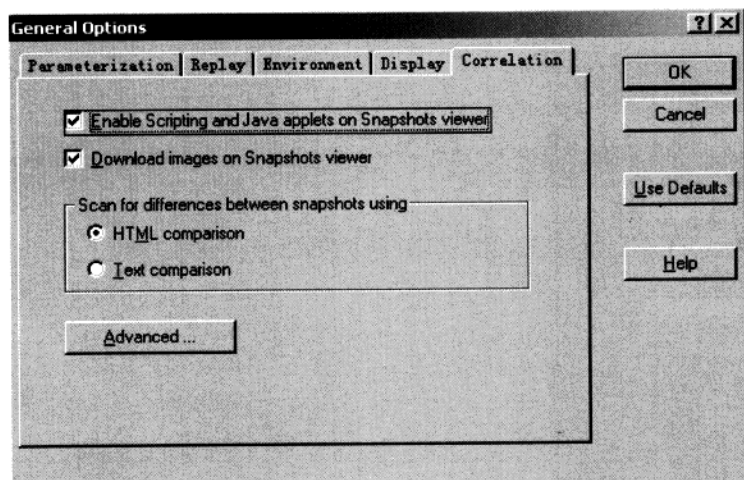 General Options
Parameterization Replay Environment Display Correlation
OK
Enable Scripting and Java applets on Snapshots viewer
Cancel
Download images on Snapshots viewer
Use Defaults
Scan for differences between snapshots using
HTML comparison
Text comparison
Help
Advanced ...